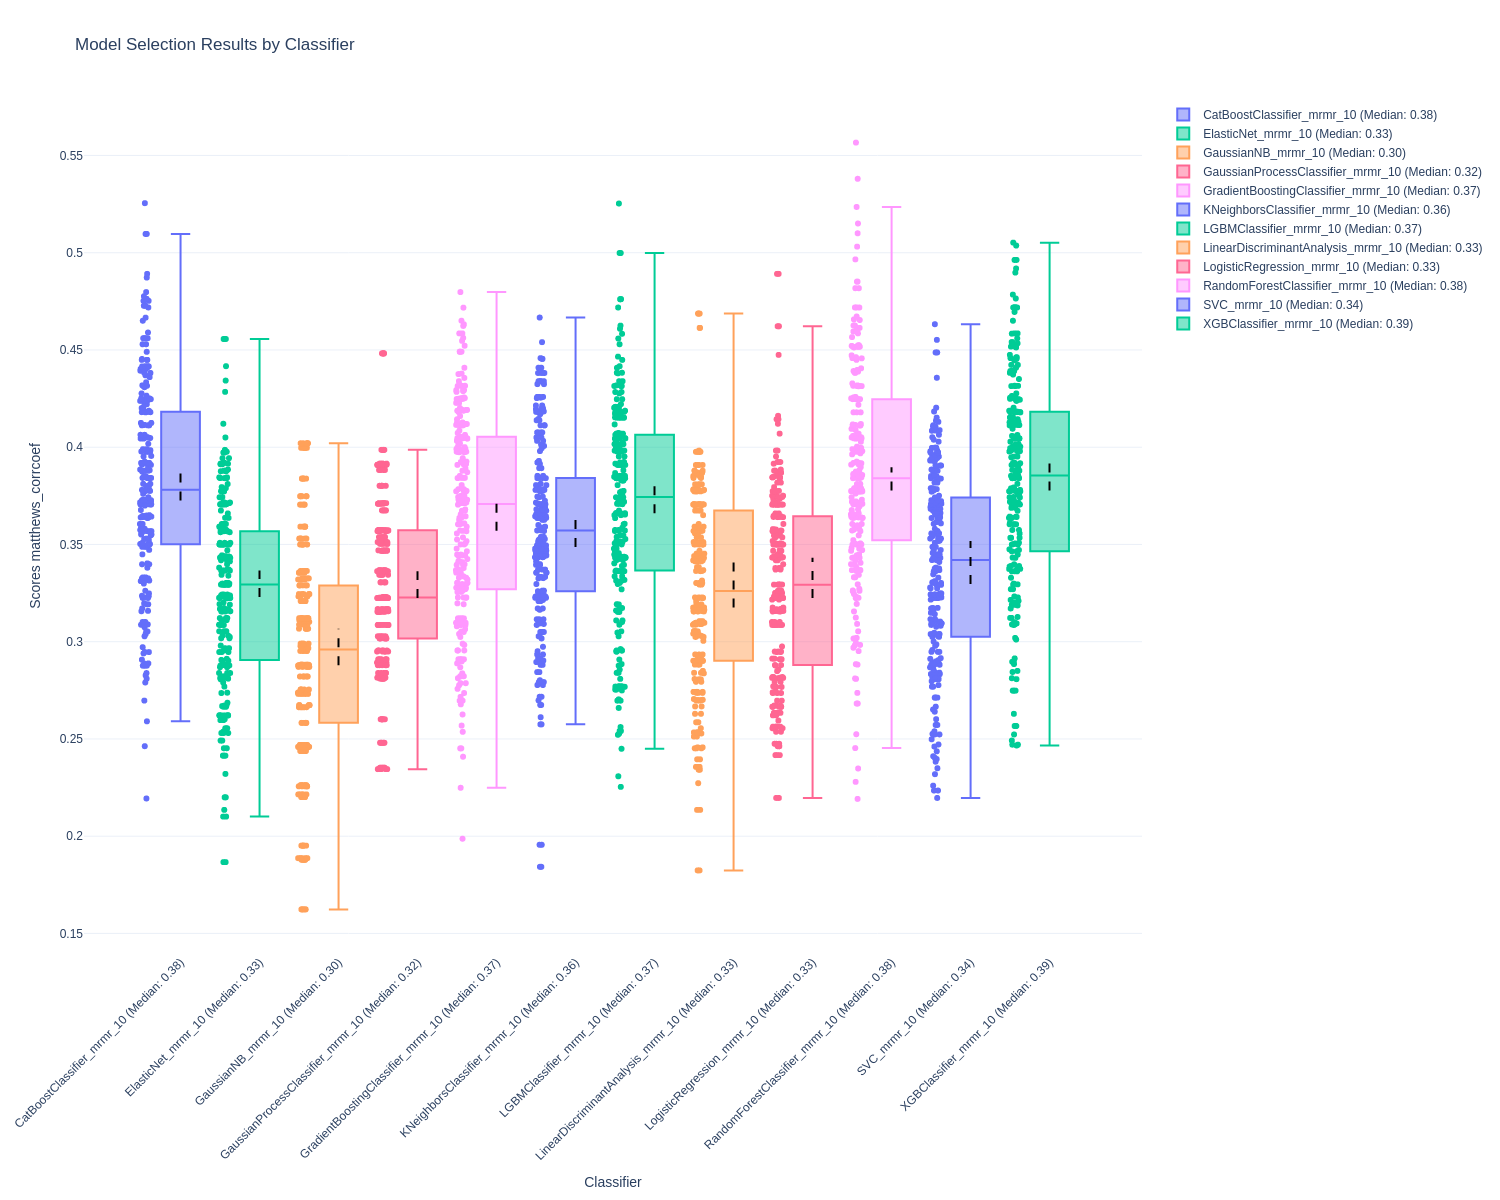 Model Selection Results by Classifier
CatBoostClassifier_mrmr_10 (Median: 0.38)
ElasticNet_mrmr_10 (Median: 0.33)
GaussianNB_mrmr_10 (Median: 0.30)
GaussianProcessClassifier_mrmr_10 (Median: 0.32)
GradientBoostingClassifier_mrmr_10 (Median: 0.37)
KNeighborsClassifier_mrmr_10 (Median: 0.36)
LGBMClassifier_mrmr_10 (Median: 0.37)
LinearDiscriminantAnalysis_mrmr_10 (Median: 0.33)
LogisticRegression_mrmr_10 (Median: 0.33)
RandomForestClassifier_mrmr_10 (Median: 0.38)
SVC_mrmr_10 (Median: 0.34)
XGBClassifier_mrmr_10 (Median: 0.39)
Scores matthews_corrcoef
0.55
0.5
0.45
0.4
0.35
0.3
0.25
0.2
0.15
CatBoostClassifier_mrmr_10 (Median: 0.38)
ElasticNet_mrmr_10 (Median: 0.33)
GaussianNB_mrmr_10 (Median: 0.30)
GaussianProcessClassifier_mrmr_10 (Median: 0.32)
GradientBoostingClassifier_mrmr_10 (Median: 0.37)
KNeighborsClassifier_mrmr_10 (Median: 0.36)
LGBMClassifier_mrmr_10 (Median: 0.37)
LinearDiscriminantAnalysis_mrmr_10 (Median: 0.33)
LogisticRegression_mrmr_10 (Median: 0.33)
RandomForestClassifier_mrmr_10 (Median: 0.38)
SVC_mrmr_10 (Median: 0.34)
XGBClassifier_mrmr_10 (Median: 0.39)
Classifier